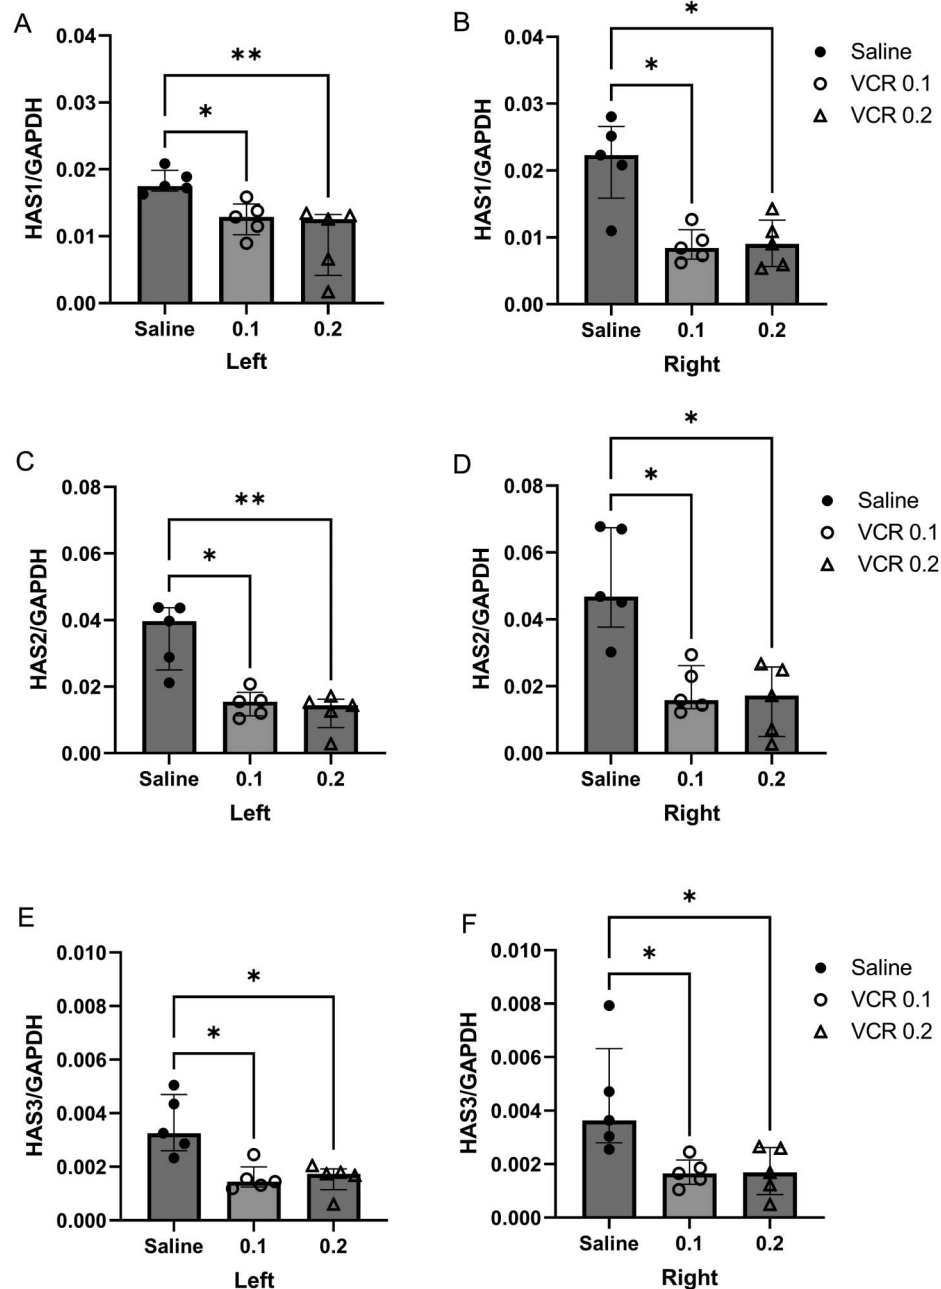 A
0.04
0.03
0.02
0.01
0.00
HAS1/GAPDH
**
*
Saline 0.1 0.2
Left
B
0.04
0.03
0.02
0.01
0.00
HAS1/GAPDH
*
*
Saline 0.1 0.2
Right
Saline
VCR 0.1
VCR 0.2
C
0.08
0.06
0.04
0.02
0.00
HAS2/GAPDH
**
*
Saline 0.1 0.2
Left
D
0.08
0.06
0.04
0.02
0.00
HAS2/GAPDH
*
*
Saline 0.1 0.2
Right
Saline
VCR 0.1
VCR 0.2
E
0.010
0.008
0.006
0.004
0.002
0.000
HAS3/GAPDH
*
*
Saline 0.1 0.2
Left
F
0.010
0.008
0.006
0.004
0.002
0.000
HAS3/GAPDH
*
*
Saline 0.1 0.2
Right
Saline
VCR 0.1
VCR 0.2